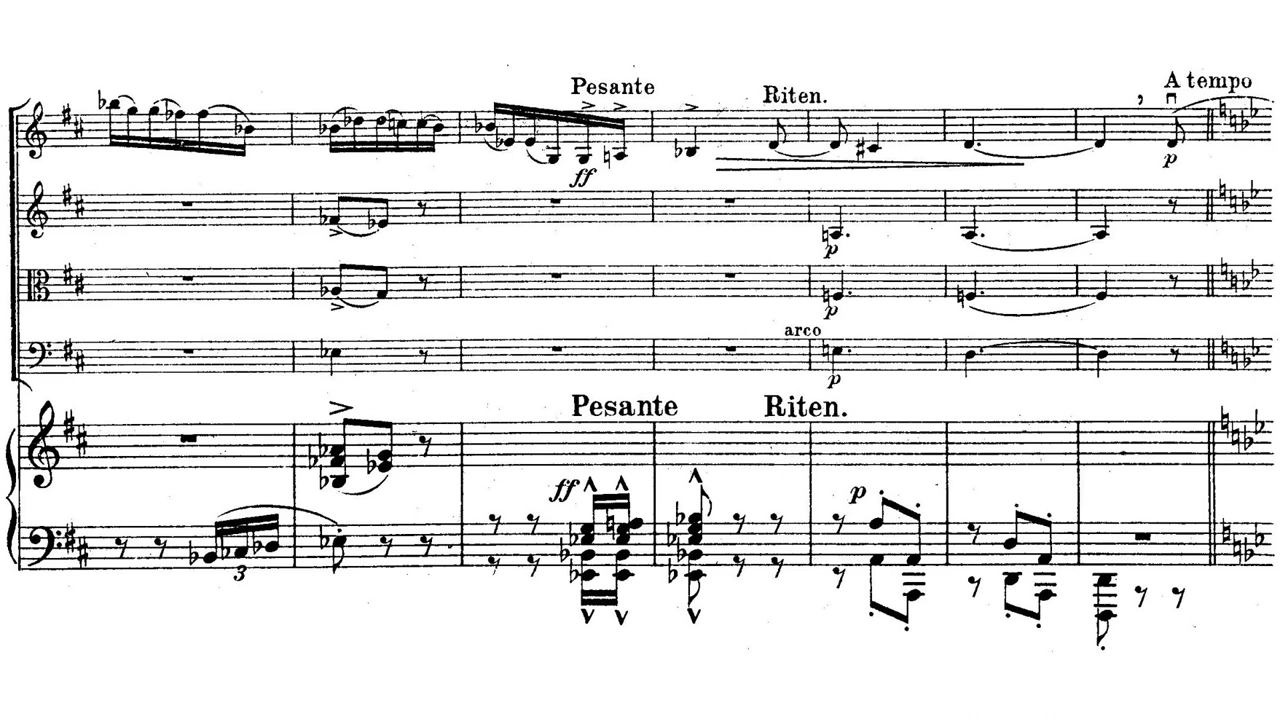 Pesante
Riten.
A tempo
ff
p
p
p
arco
p
Pesante
Riten.
ff
p
3